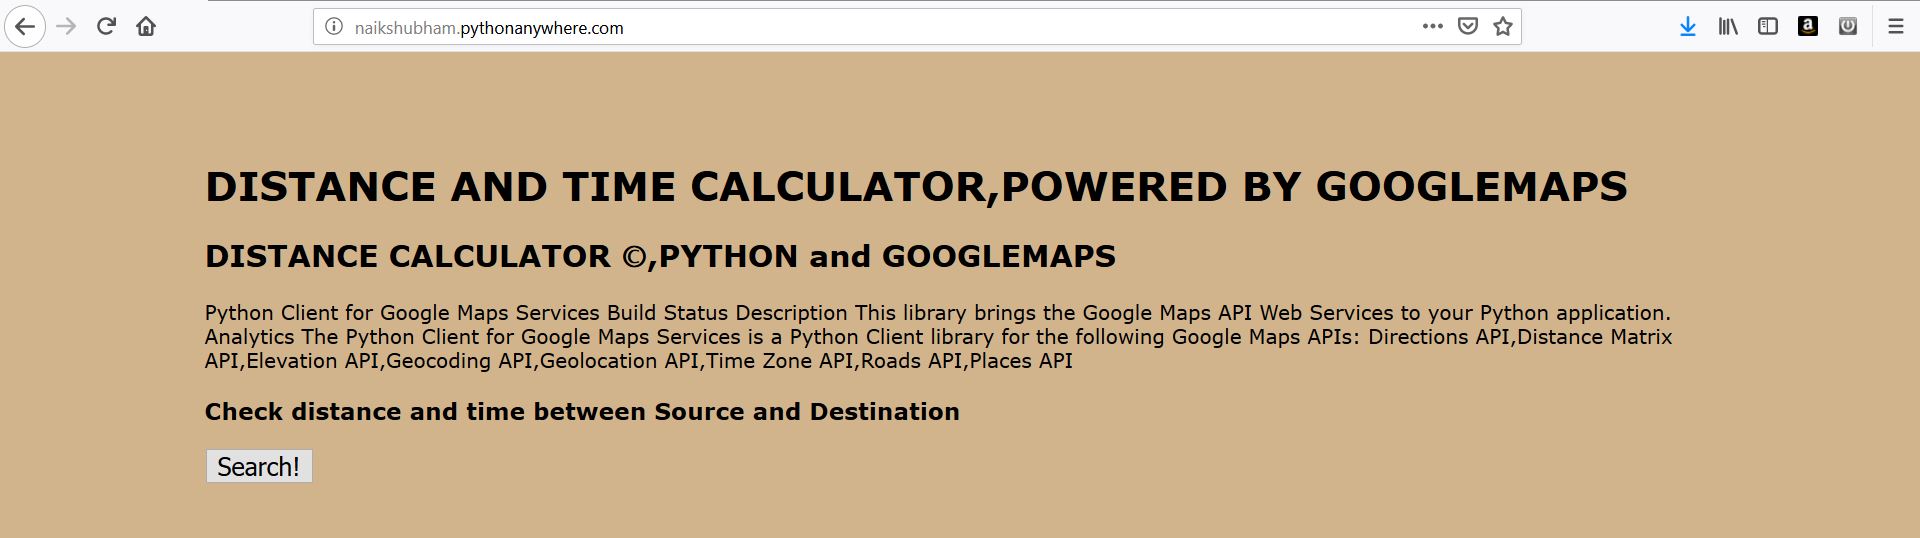 naikshubham.pythonanywhere.com
DISTANCE AND TIME CALCULATOR,POWERED BY GOOGLEMAPS
DISTANCE CALCULATOR ©,PYTHON and GOOGLEMAPS
Python Client for Google Maps Services Build Status Description This library brings the Google Maps API Web Services to your Python application.
Analytics The Python Client for Google Maps Services is a Python Client library for the following Google Maps APIs: Directions API,Distance Matrix
API,Elevation API,Geocoding API,Geolocation API,Time Zone API,Roads API,Places API
Check distance and time between Source and Destination
Search!